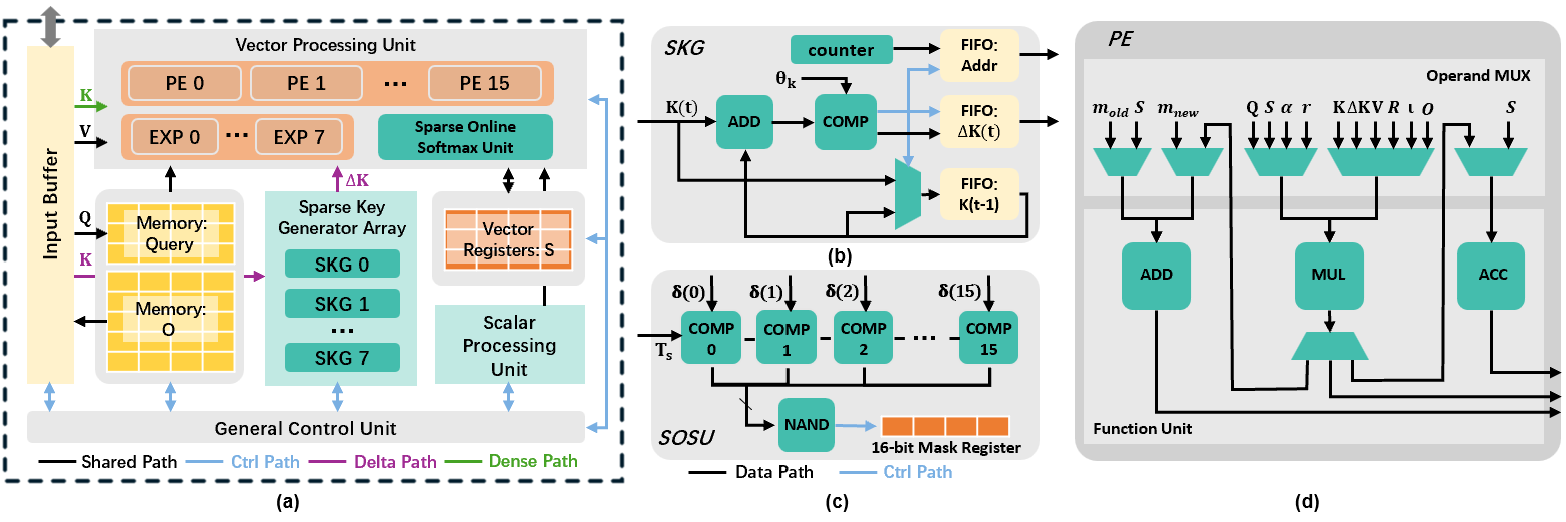 Vector Processing Unit
PE 0
PE 1
...
PE 15
EXP 0
...
EXP 7
Sparse Online
Softmax Unit
Input Buffer
K
V
Q
K
ΔK
Memory:
Query
Memory:
O
Sparse Key
Generator Array
SKG 0
SKG 1
...
SKG 7
Vector
Registers: S
Scalar
Processing
Unit
General Control Unit
Shared Path
Ctrl Path
Delta Path
Dense Path
(a)
SKG
counter
FIFO:
Addr
θk
K(t)
ADD
COMP
FIFO:
ΔK(t)
FIFO:
K(t-1)
(b)
δ(0)
δ(1)
δ(2)
δ(15)
Ts
COMP
0
COMP
1
COMP
2
...
COMP
15
NAND
SOSU
16-bit Mask Register
Data Path
Ctrl Path
(c)
PE
Operand MUX
mold S
mnew
Q S α r
K ΔK V R ι O
S
ADD
MUL
ACC
Function Unit
(d)